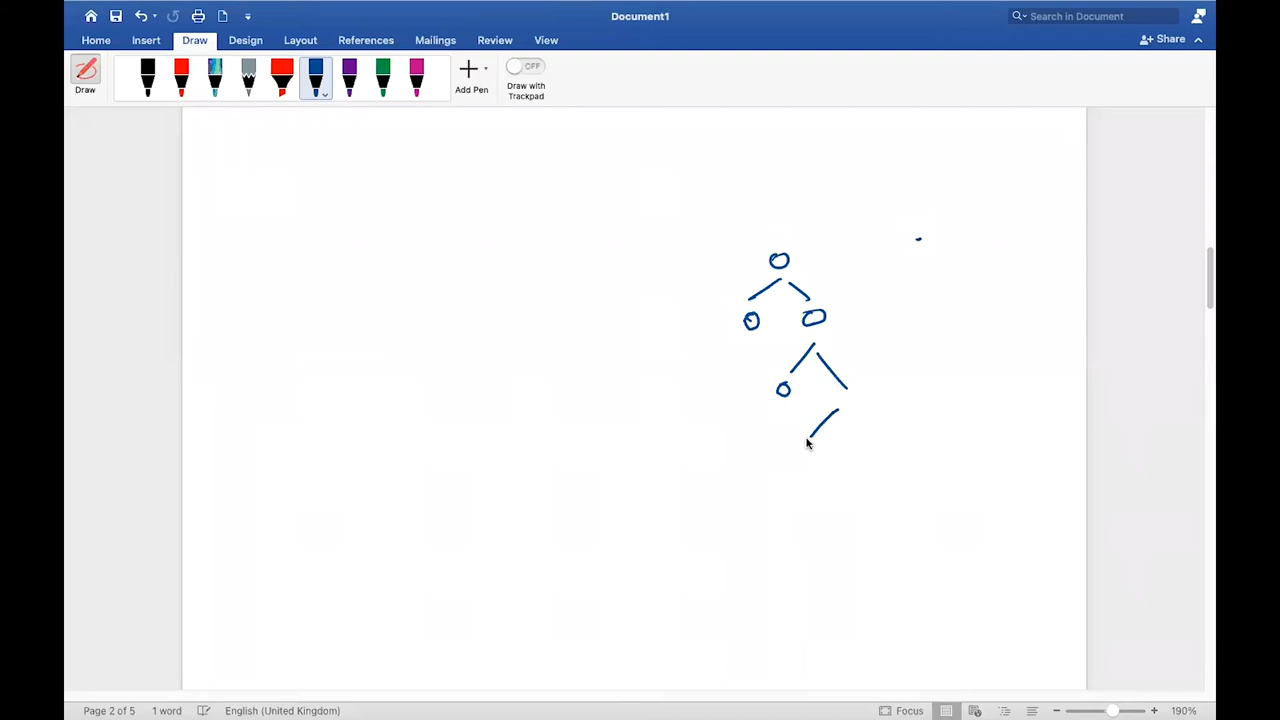 Document1
Search in Document
Home Insert Draw Design Layout References Mailings Review View
Share
Draw
OFF
Add Pen
Draw with
Trackpad
Page 2 of 5 1 word English (United Kingdom) Focus 190%